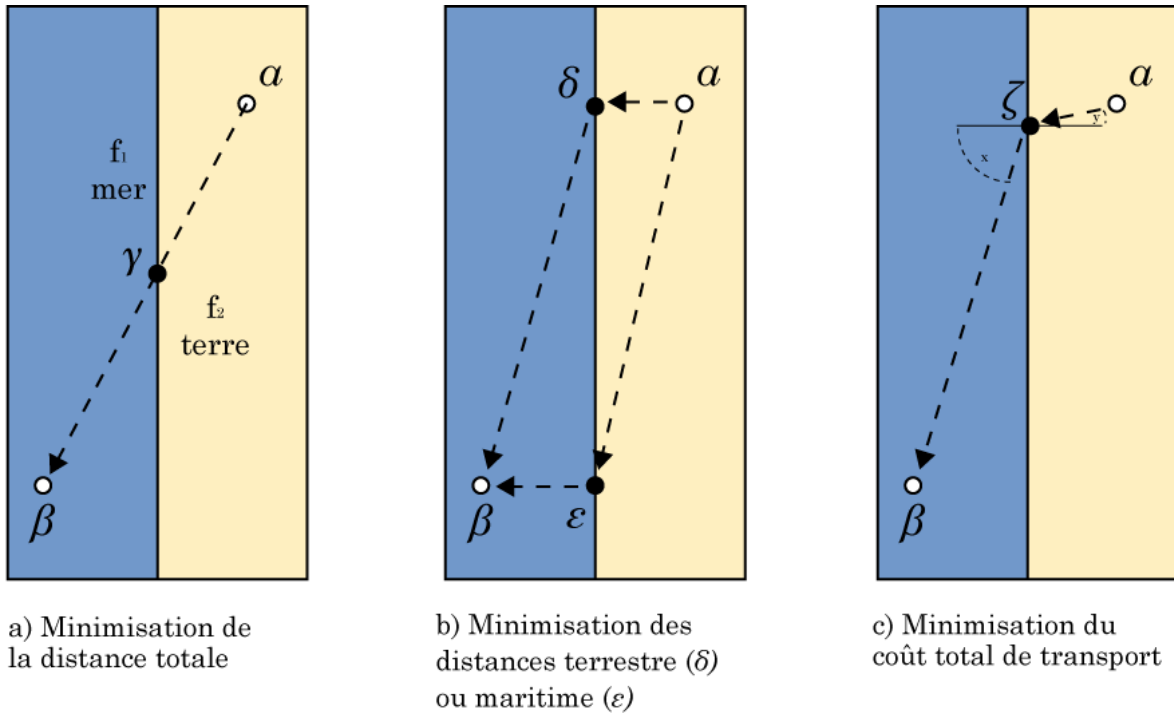 α
f₁
mer
γ
f₂
terre
β
a) Minimisation de
la distance totale
δ
α
β
ε
b) Minimisation des
distances terrestre (δ)
ou maritime (ε)
α
ζ
y
x
β
c) Minimisation du
coût total de transport